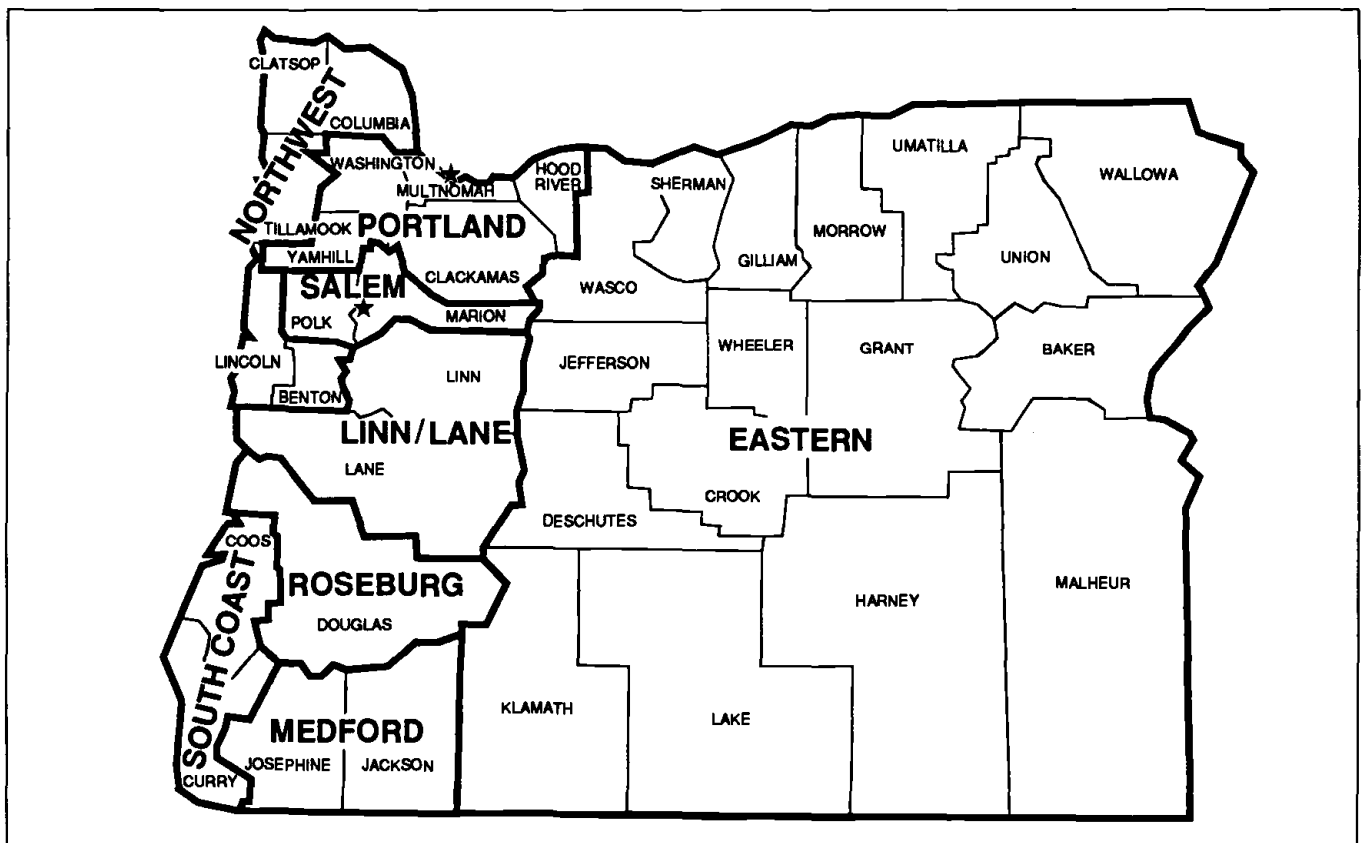 CLATSOP
NORTHWEST
COLUMBIA
WASHINGTON
MULTNOMAH
HOOD
RIVER
SHERMAN
UMATILLA
WALLOWA
TILLAMOOK
PORTLAND
MORROW
YAMHILL
GILLIAM
UNION
CLACKAMAS
SALEM
WASCO
POLK
MARION
WHEELER
GRANT
BAKER
LINCOLN
LINN
JEFFERSON
BENTON
LINN/LANE
EASTERN
LANE
CROOK
DESCHUTES
COOS
ROSEBURG
MALHEUR
HARNEY
DOUGLAS
SOUTH COAST
KLAMATH
LAKE
MEDFORD
JOSEPHINE
JACKSON
CURRY